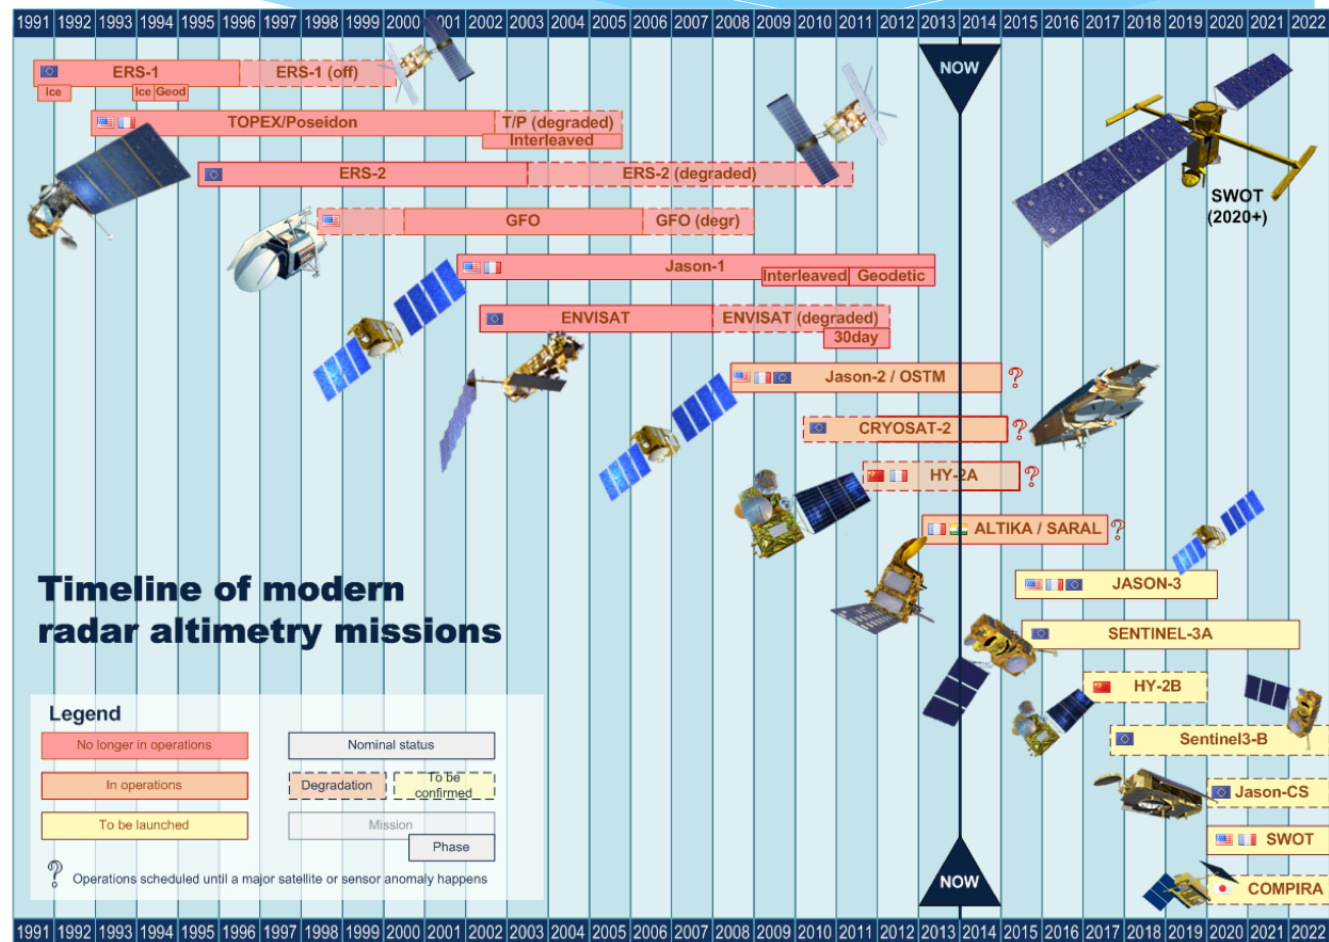 1991 1992 1993 1994 1995 1996 1997 1998 1999 2000 2001 2002 2003 2004 2005 2006 2007 2008 2009 2010 2011 2012 2013 2014 2015 2016 2017 2018 2019 2020 2021 2022
NOW
ERS-1 ERS-1 (off)
Ice Ice Geod
TOPEX/Poseidon T/P (degraded)
Interleaved
ERS-2 ERS-2 (degraded)
SWOT
(2020+)
GFO GFO (degr)
Jason-1
Interleaved Geodetic
ENVISAT ENVISAT (degraded)
30day
Jason-2 / OSTM ?
CRYOSAT-2 ?
HY-2A ?
ALTIKA / SARAL ?
JASON-3
SENTINEL-3A
HY-2B
Sentinel3-B
Jason-CS
SWOT
COMPIRA
Timeline of modern
radar altimetry missions
Legend
No longer in operations
In operations
To be launched
Nominal status
Degradation
To be
confirmed
Mission
Phase
? Operations scheduled until a major satellite or sensor anomaly happens
NOW
1991 1992 1993 1994 1995 1996 1997 1998 1999 2000 2001 2002 2003 2004 2005 2006 2007 2008 2009 2010 2011 2012 2013 2014 2015 2016 2017 2018 2019 2020 2021 2022